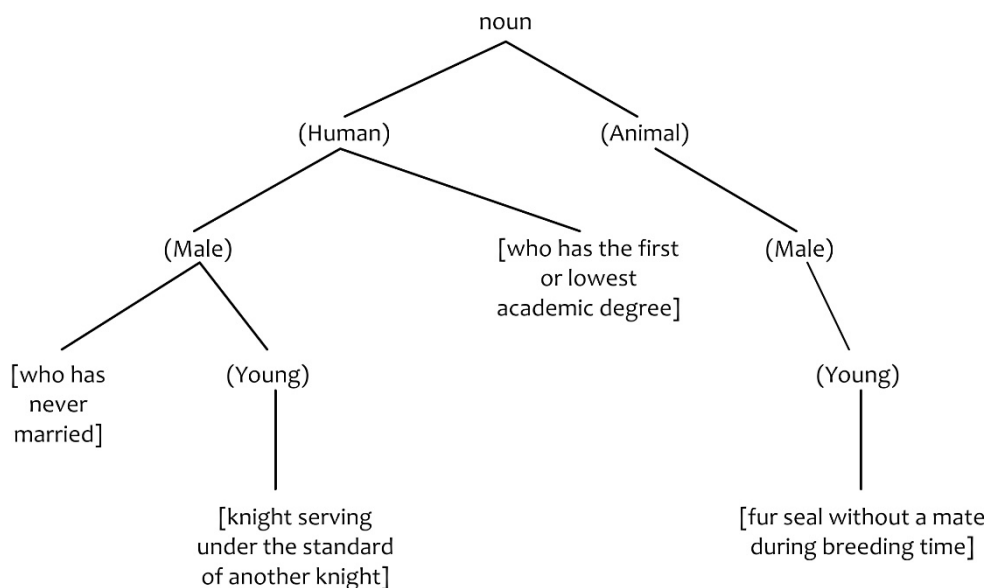 noun
(Human)
(Animal)
(Male)
[who has the first
or lowest
academic degree]
(Male)
[who has
never
married]
(Young)
(Young)
[knight serving
under the standard
of another knight]
[fur seal without a mate
during breeding time]